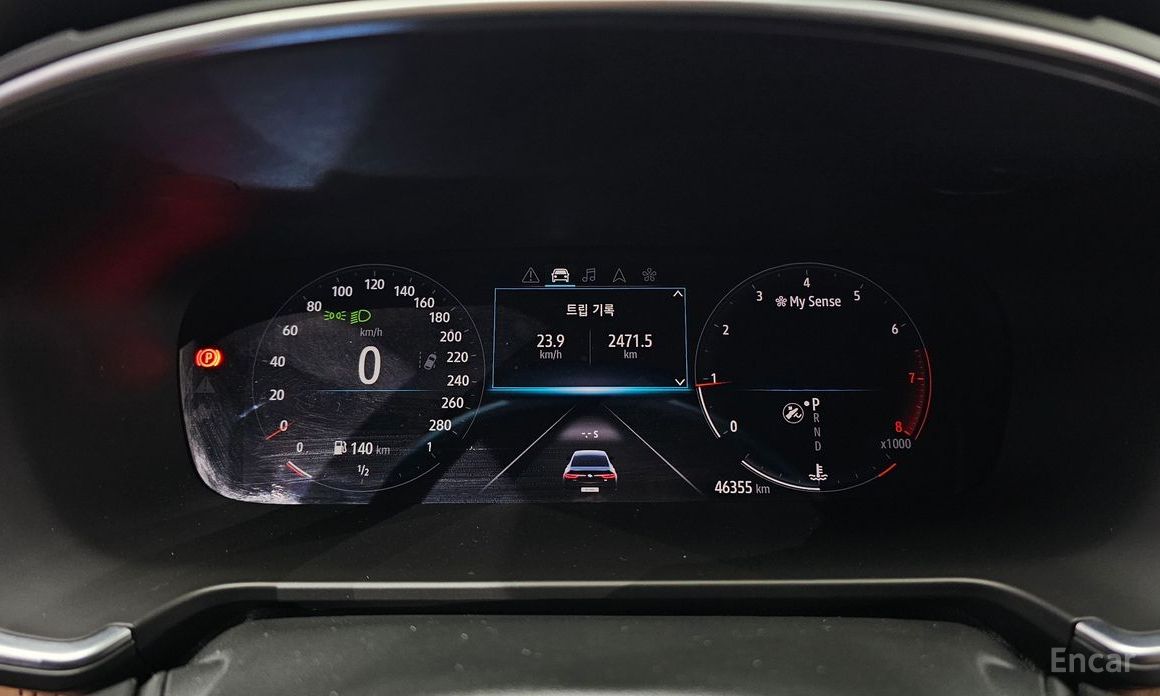 트립 기록
23.9 2471.5
km/h km
0 20 40 60 80 100 120 140 160 180 200 220 240 260 280
km/h
0
P
140 km
0 1/2 1
-.- S
My Sense
0 1 2 3 4 5 6 7 8
x1000
P
R
N
D
46355 km
Encar